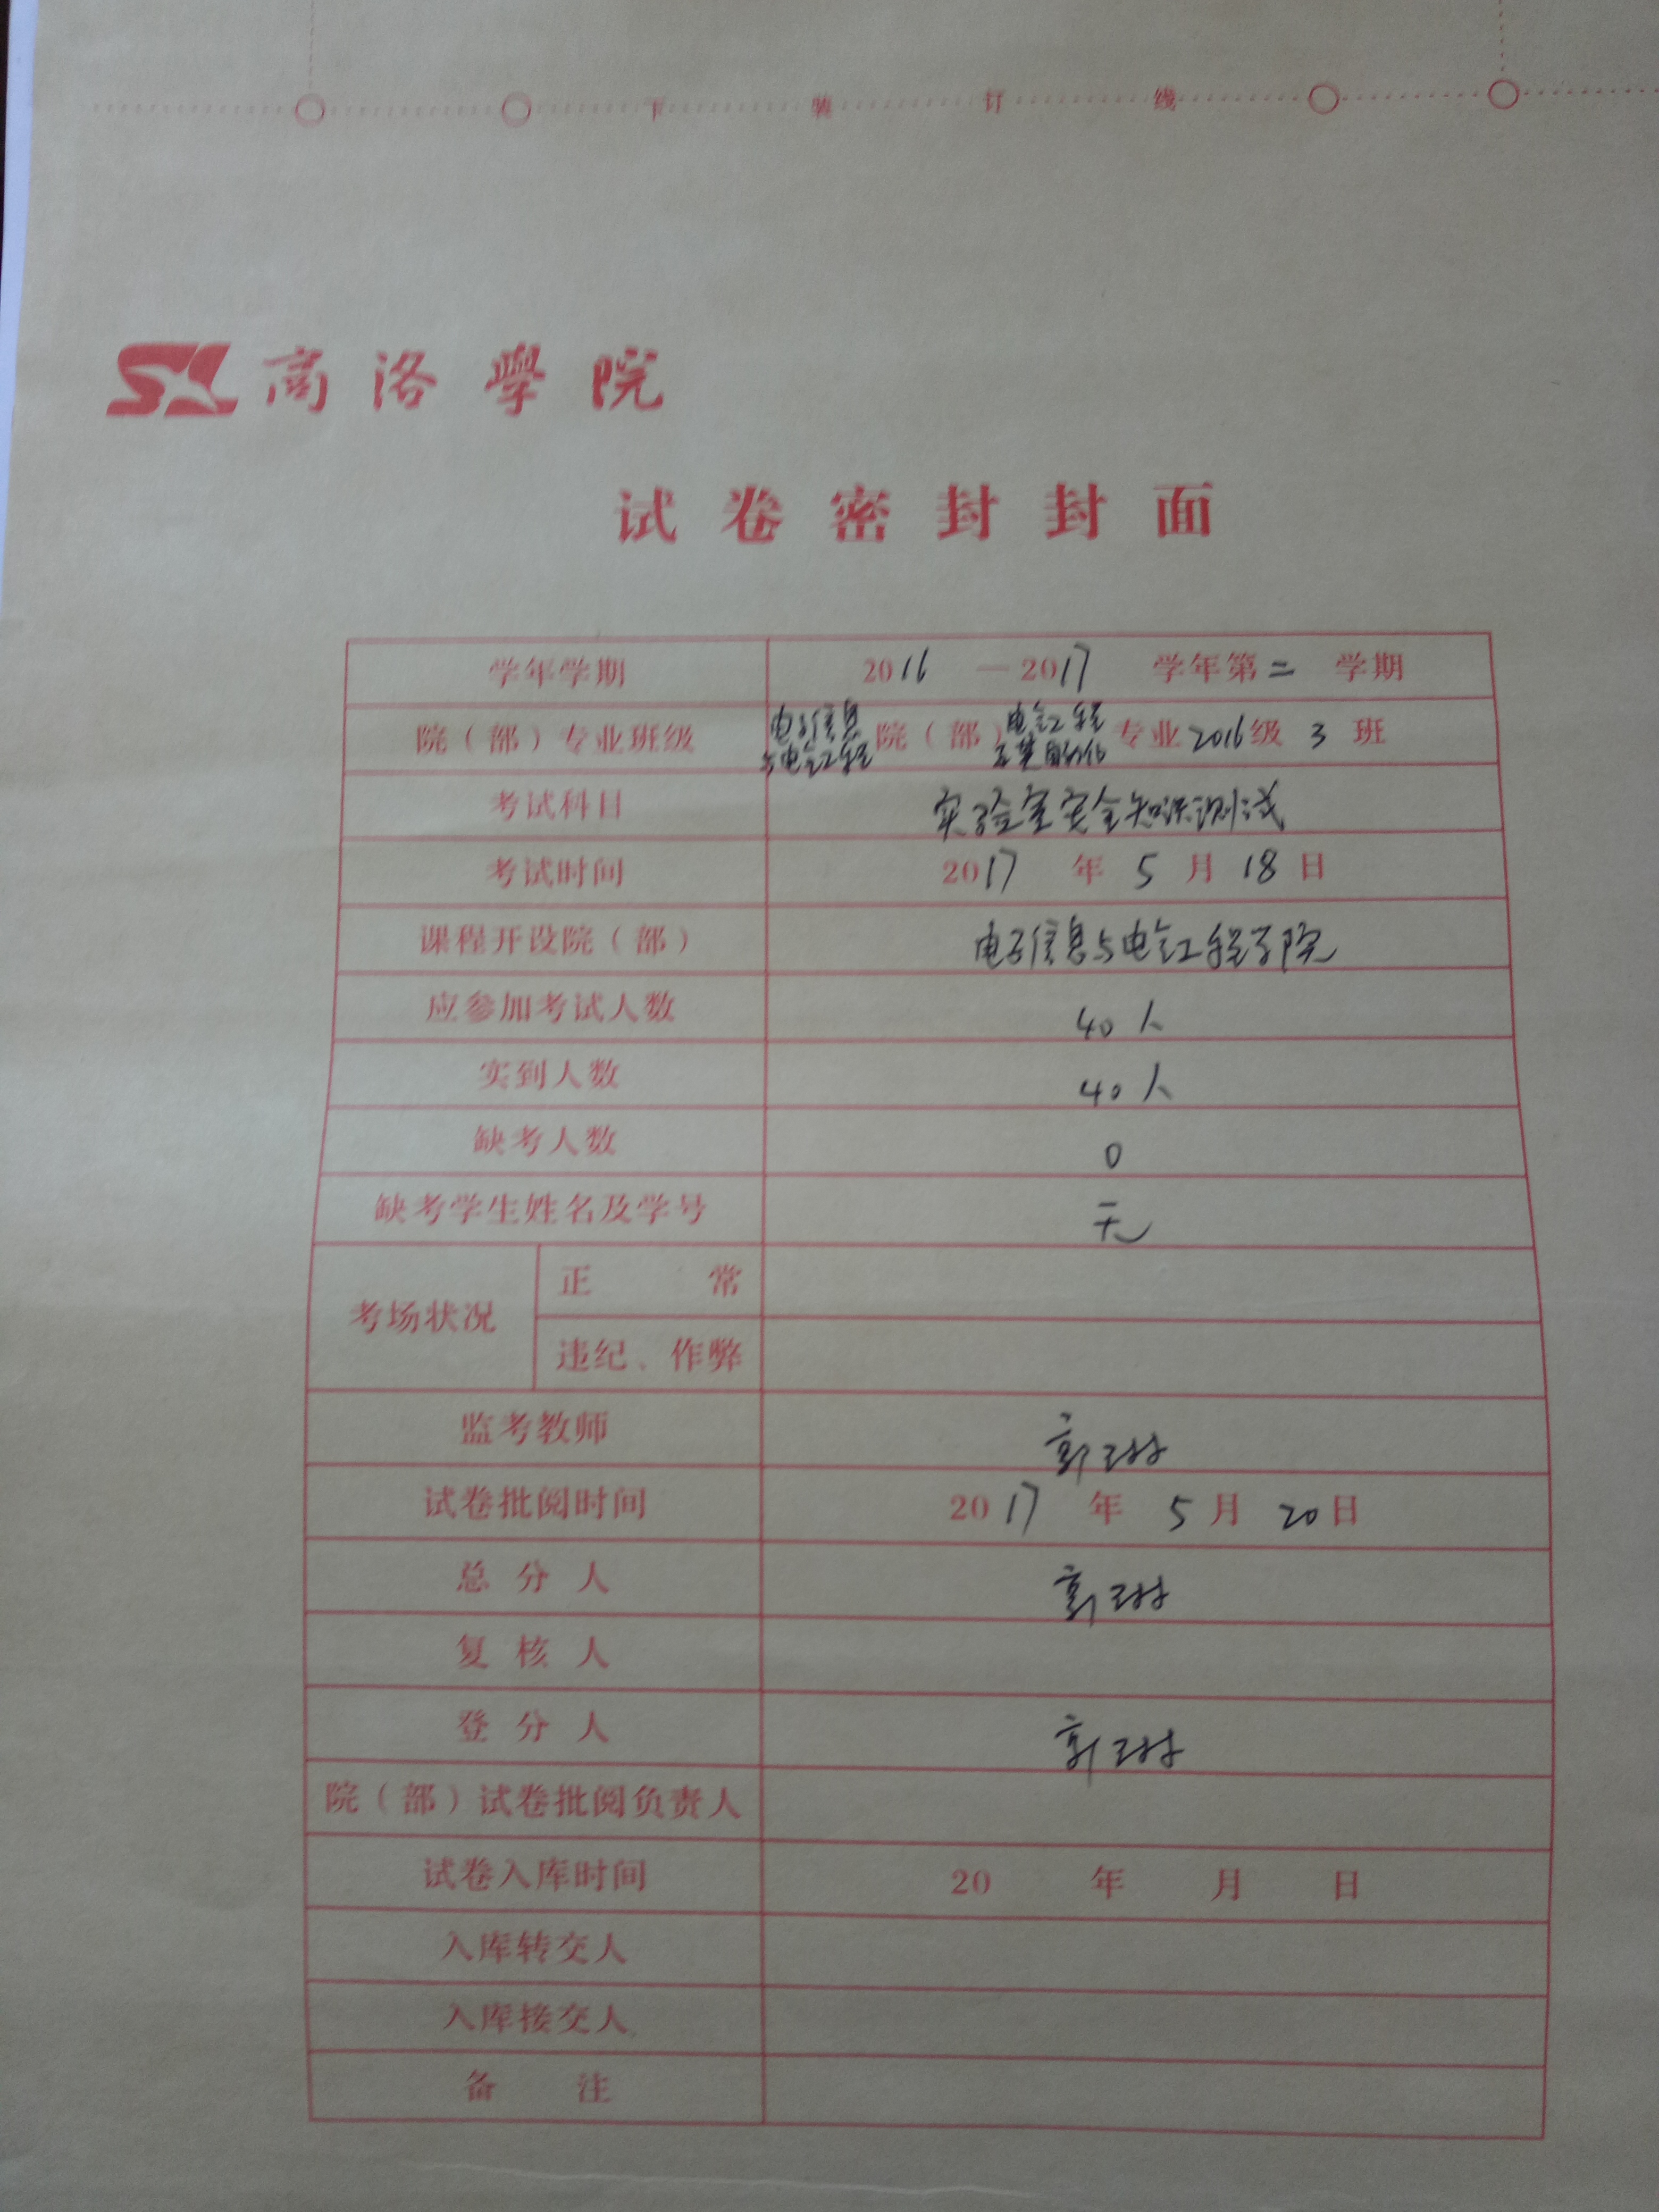 下 装 订 线
SL 商洛學院
试卷密封封面
学年学期 2016 — 2017 学年第二学期
院（部）专业班级 电子信息与电气工程 院（部） 电气工程及其自动化 专业 2016 级 3 班
考试科目 实验室安全知识测试
考试时间 2017 年 5 月 18 日
课程开设院（部） 电子信息与电气工程学院
应参加考试人数 40人
实到人数 40人
缺考人数 0
缺考学生姓名及学号 无
考场状况 正常
违纪、作弊
监考教师 郭琳
试卷批阅时间 2017 年 5 月 20 日
总分人 郭琳
复核人
登分人 郭琳
院（部）试卷批阅负责人
试卷入库时间 20 年 月 日
入库转交人
入库接交人
备注